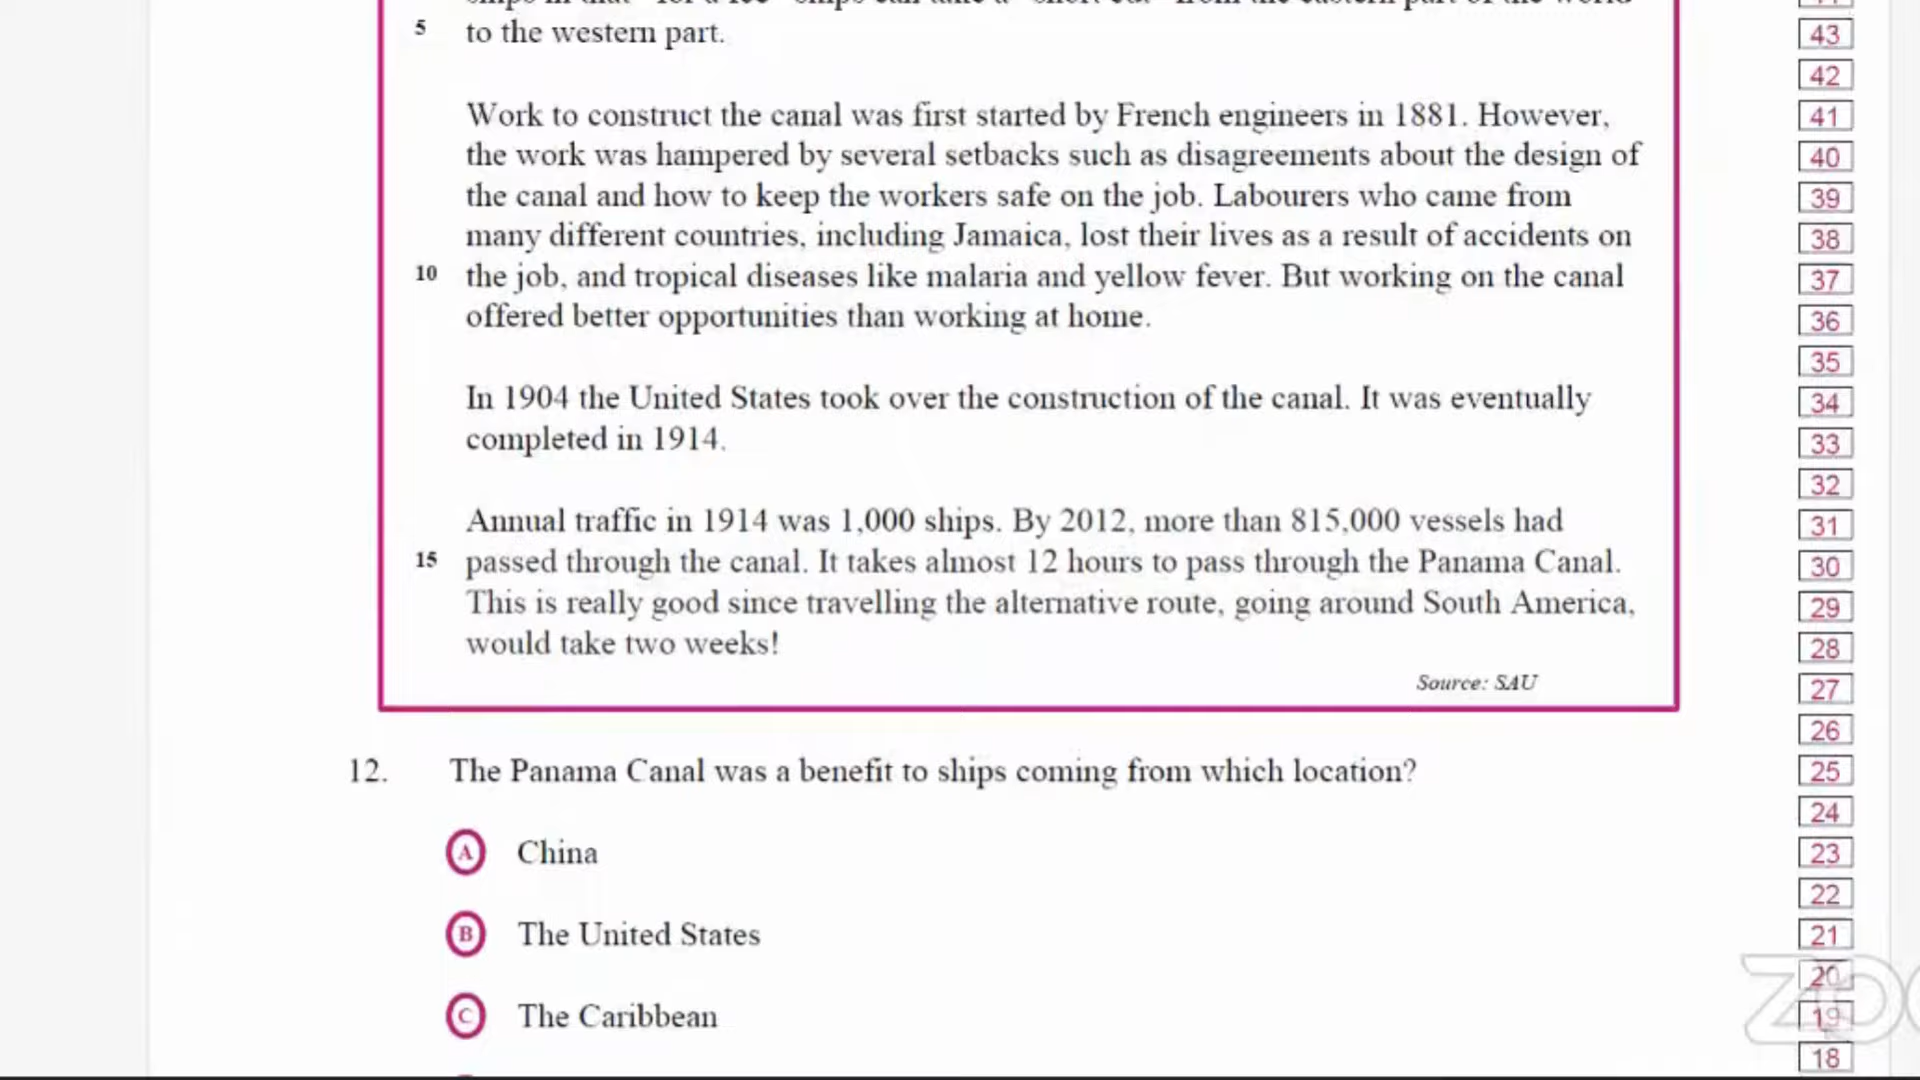 5 to the western part.
Work to construct the canal was first started by French engineers in 1881. However,
the work was hampered by several setbacks such as disagreements about the design of
the canal and how to keep the workers safe on the job. Labourers who came from
many different countries, including Jamaica, lost their lives as a result of accidents on
10 the job, and tropical diseases like malaria and yellow fever. But working on the canal
offered better opportunities than working at home.
In 1904 the United States took over the construction of the canal. It was eventually
completed in 1914.
Annual traffic in 1914 was 1,000 ships. By 2012, more than 815,000 vessels had
15 passed through the canal. It takes almost 12 hours to pass through the Panama Canal.
This is really good since travelling the alternative route, going around South America,
would take two weeks!
Source: SAU
12. The Panama Canal was a benefit to ships coming from which location?
A China
B The United States
C The Caribbean
43
42
41
40
39
38
37
36
35
34
33
32
31
30
29
28
27
26
25
24
23
22
21
20
19
18